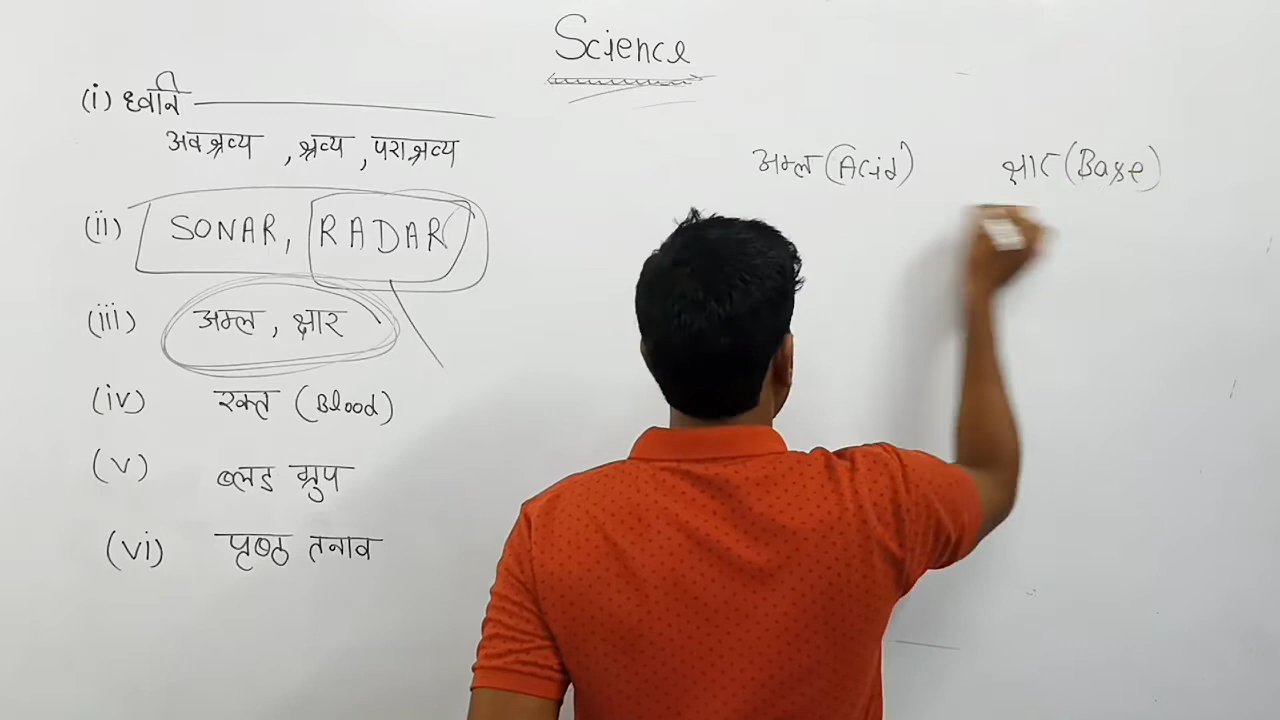 Science
(i) ध्वनि
अवश्रव्य , श्रव्य , पराश्रव्य
(ii) SONAR, RADAR
(iii) अम्ल , क्षार
(iv) रक्त (Blood)
(v) ब्लड ग्रुप
(vi) पृष्ठ तनाव
अम्ल (Acid) क्षार (Base)